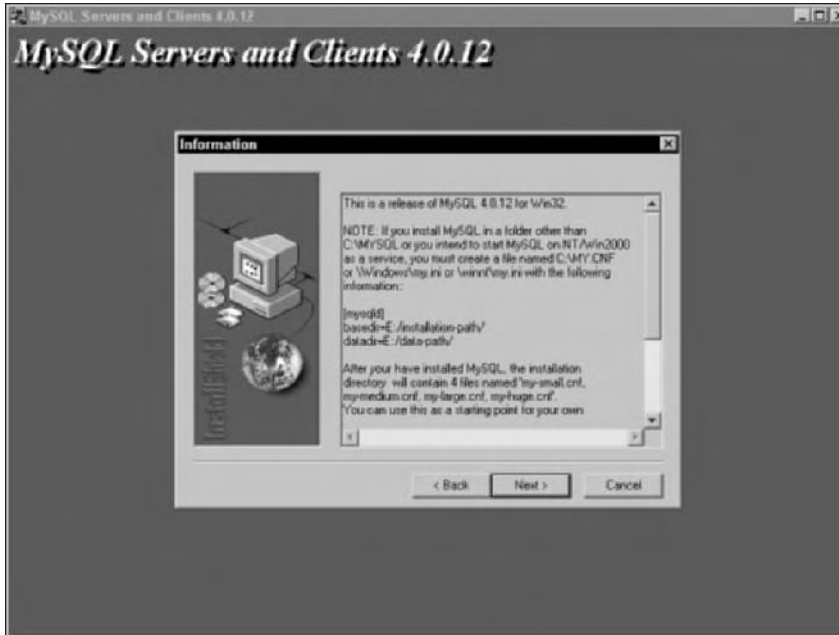 MySQL Servers and Clients 4.0.12
MySQL Servers and Clients 4.0.12
Information
This is a release of MySQL 4.0.12 for Win32.
NOTE: If you install MySQL in a folder other than
C:\MYSQL or you intend to start MySQL on NT/Win2000
as a service, you must create a file named C:\MY.CNF
or \Windows\my.ini or \winnt\my.ini with the following
information::
[mysqld]
basedir=E:/installation-path/
datadir=E:/data-path/
After your have installed MySQL, the installation
directory will contain 4 files named 'my-small.cnf,
my-medium.cnf, my-large.cnf, my-huge.cnf'.
You can use this as a starting point for your own
InstallShield
< Back
Next >
Cancel